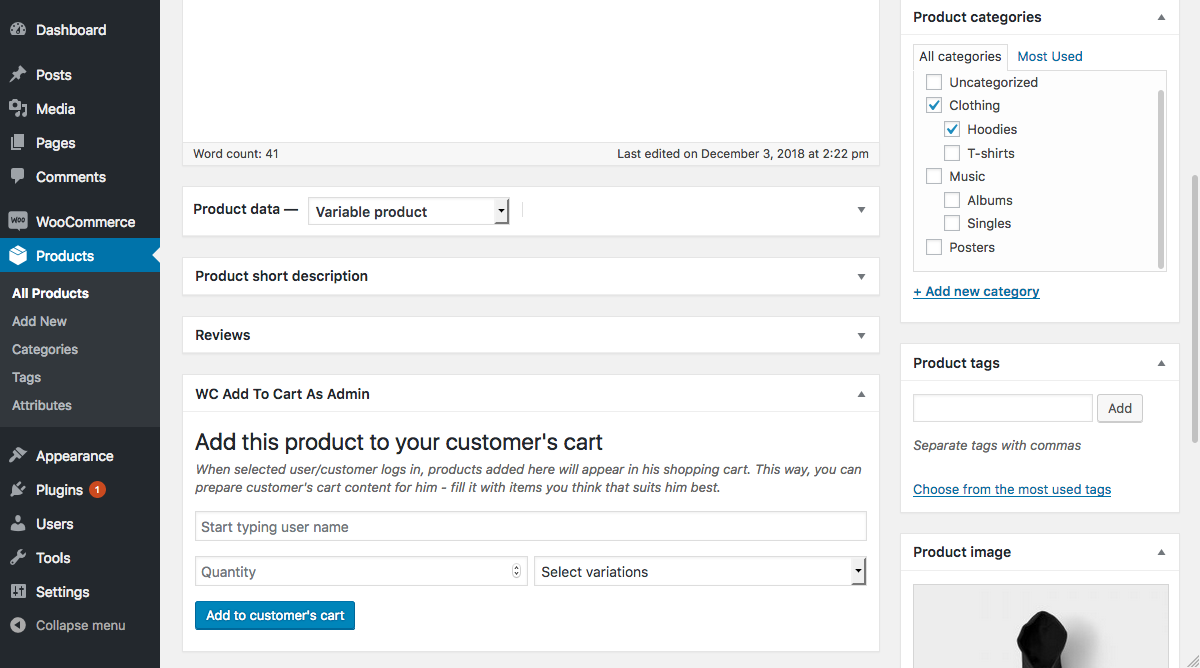 Dashboard
Posts
Media
Pages
Comments
WOO
WooCommerce
Products
All Products
Add New
Categories
Tags
Attributes
Appearance
Plugins 1
Users
Tools
Settings
Collapse menu
Word count: 41
Last edited on December 3, 2018 at 2:22 pm
Product data — Variable product
Product short description
Reviews
WC Add To Cart As Admin
Add this product to your customer's cart
When selected user/customer logs in, products added here will appear in his shopping cart. This way, you can
prepare customer's cart content for him - fill it with items you think that suits him best.
Start typing user name
Quantity
Select variations
Add to customer's cart
Product categories
All categories
Most Used
Uncategorized
Clothing
Hoodies
T-shirts
Music
Albums
Singles
Posters
+ Add new category
Product tags
Add
Separate tags with commas
Choose from the most used tags
Product image